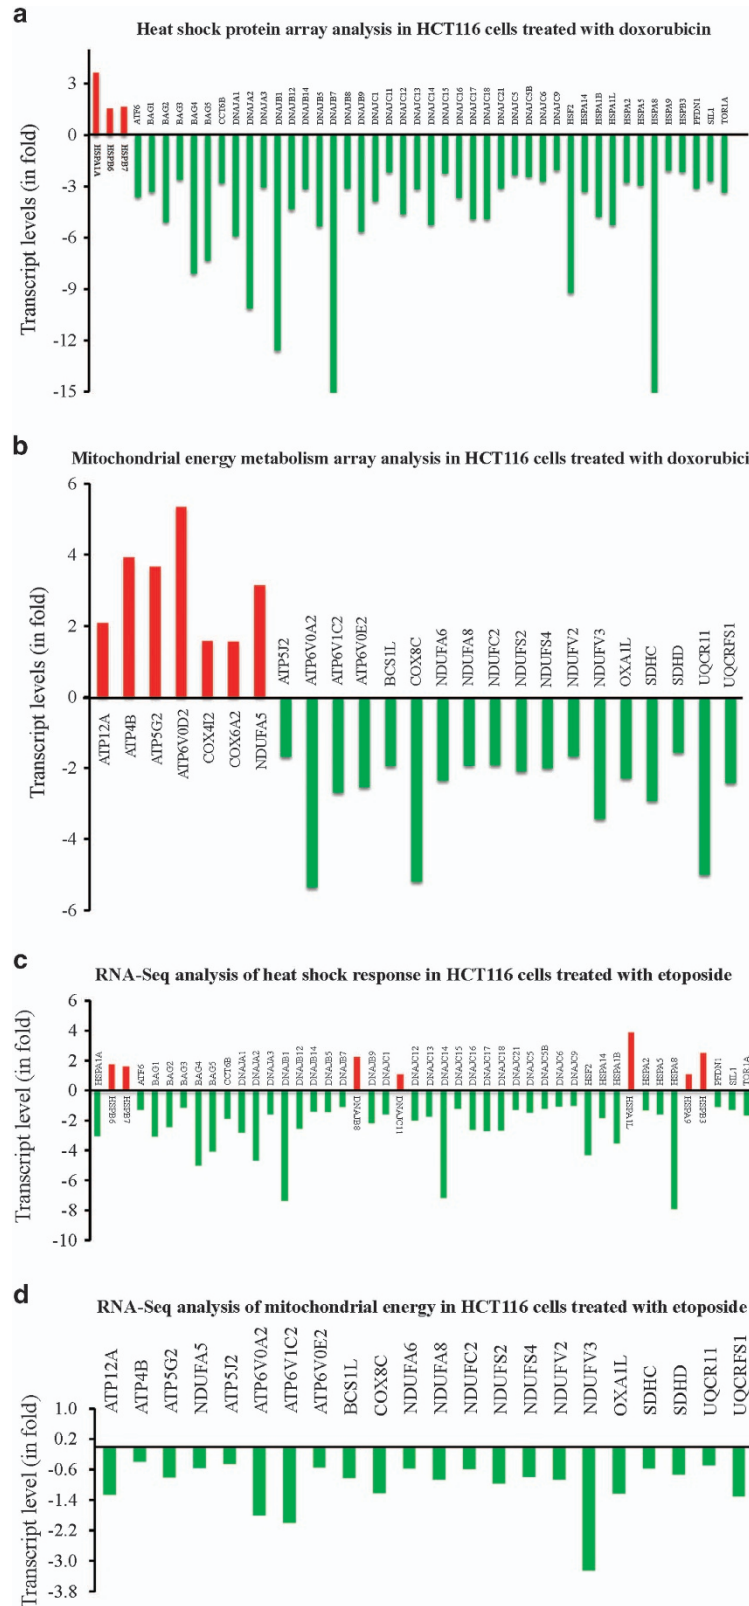 a
Heat shock protein array analysis in HCT116 cells treated with doxorubicin
Transcript levels (in fold)
3
0
-3
-6
-9
-12
-15
HSPA1A
HSPB6
HSPB7
ATF6
BAG1
BAG2
BAG3
BAG4
BAG5
CCT6B
DNAJA1
DNAJA2
DNAJA3
DNAJB1
DNAJB12
DNAJB14
DNAJB5
DNAJB7
DNAJB8
DNAJB9
DNAJC1
DNAJC11
DNAJC12
DNAJC13
DNAJC14
DNAJC15
DNAJC16
DNAJC17
DNAJC18
DNAJC21
DNAJC5
DNAJC5B
DNAJC6
DNAJC9
HSF2
HSPA14
HSPA1B
HSPA1L
HSPA2
HSPA5
HSPA8
HSPA9
HSPB3
PFDN1
SIL1
TOR1A
b
Mitochondrial energy metabolism array analysis in HCT116 cells treated with doxorubici
Transcript levels (in fold)
6
4
2
0
-2
-4
-6
ATP12A
ATP4B
ATP5G2
ATP6V0D2
COX4I2
COX6A2
NDUFA5
ATP5J2
ATP6V0A2
ATP6V1C2
ATP6V0E2
BCS1L
COX8C
NDUFA6
NDUFA8
NDUFC2
NDUFS2
NDUFS4
NDUFV2
NDUFV3
OXA1L
SDHC
SDHD
UQCR11
UQCRFS1
c
RNA-Seq analysis of heat shock response in HCT116 cells treated with etoposide
Transcript level (in fold)
6
4
2
0
-2
-4
-6
-8
-10
HSPA1A
HSPB6
HSPB7
ATF6
BAG1
BAG2
BAG3
BAG4
BAG5
CCT6B
DNAJA1
DNAJA2
DNAJA3
DNAJB1
DNAJB12
DNAJB14
DNAJB5
DNAJB7
DNAJB8
DNAJB9
DNAJC1
DNAJC11
DNAJC12
DNAJC13
DNAJC14
DNAJC15
DNAJC16
DNAJC17
DNAJC18
DNAJC21
DNAJC5
DNAJC5B
DNAJC6
DNAJC9
HSF2
HSPA14
HSPA1B
HSPA1L
HSPA2
HSPA5
HSPA8
HSPA9
HSPB3
PFDN1
SIL1
TOR1A
d
RNA-Seq analysis of mitochondrial energy in HCT116 cells treated with etoposide
Transcript level (in fold)
1.0
0.2
-0.6
-1.4
-2.2
-3.0
-3.8
ATP12A
ATP4B
ATP5G2
NDUFA5
ATP5J2
ATP6V0A2
ATP6V1C2
ATP6V0E2
BCS1L
COX8C
NDUFA6
NDUFA8
NDUFC2
NDUFS2
NDUFS4
NDUFV2
NDUFV3
OXA1L
SDHC
SDHD
UQCR11
UQCRFS1